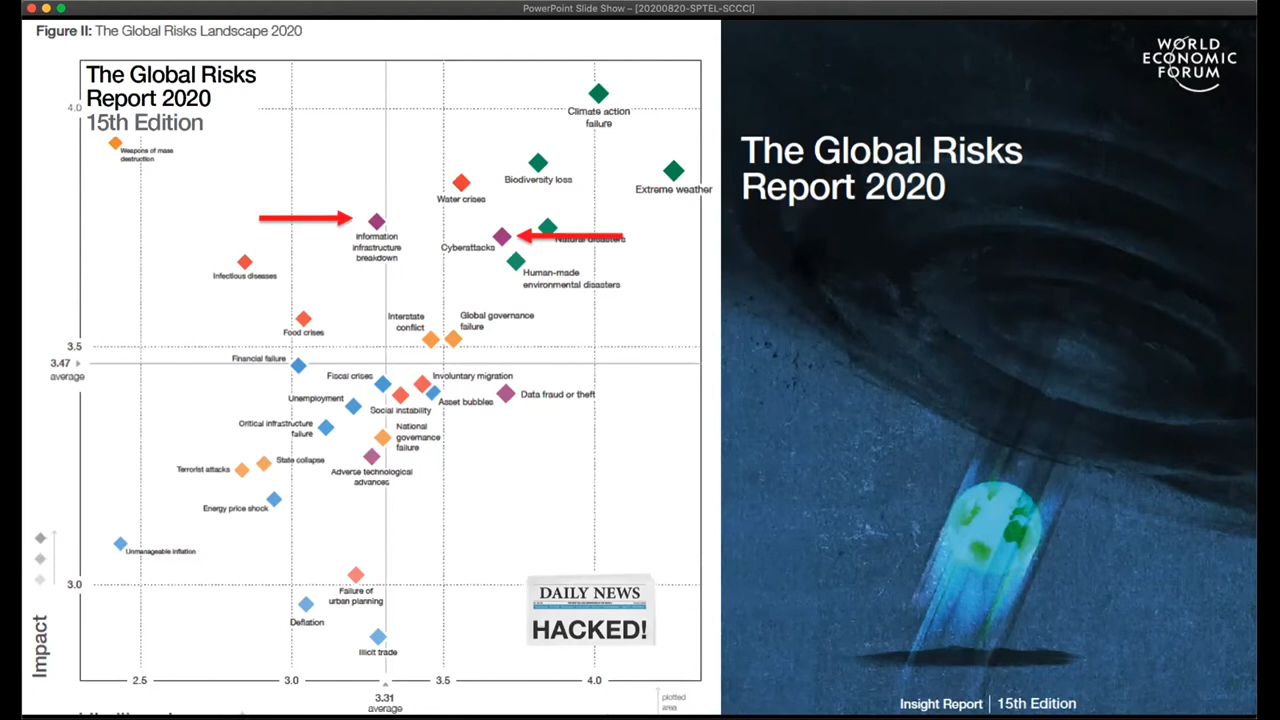 PowerPoint Slide Show – [20200820-SPTEL-SCCCI]
Figure II: The Global Risks Landscape 2020
The Global Risks
Report 2020
15th Edition
4.0
Climate action
failure
Weapons of mass
destruction
Biodiversity loss
Extreme weather
Water crises
Information
infrastructure
breakdown
Cyberattacks
Natural disasters
Infectious diseases
Human-made
environmental disasters
Food crises
Interstate
conflict
Global governance
failure
3.5
Financial failure
3.47
average
Fiscal crises
Involuntary migration
Unemployment
Asset bubbles
Data fraud or theft
Social instability
Critical infrastructure
failure
National
governance
failure
State collapse
Terrorist attacks
Adverse technological
advances
Energy price shock
Unmanageable inflation
3.0
Failure of
urban planning
Deflation
Illicit trade
Impact
DAILY NEWS
HACKED!
2.5
3.0
3.5
4.0
3.31
average
plotted
area
WORLD
ECONOMIC
FORUM
The Global Risks
Report 2020
Insight Report | 15th Edition